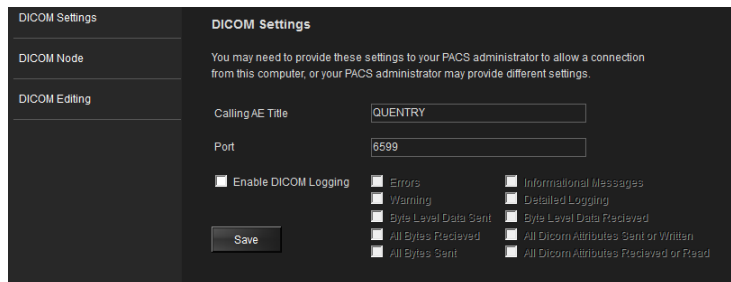 DICOM Settings
DICOM Node
DICOM Editing
DICOM Settings
You may need to provide these settings to your PACS administrator to allow a connection
from this computer, or your PACS administrator may provide different settings.
Calling AE Title QUENTRY
Port 6599
Enable DICOM Logging Errors Informational Messages
Warning Detailed Logging
Byte Level Data Sent Byte Level Data Recieved
All Bytes Recieved All Dicom Attributes Sent or Written
All Bytes Sent All Dicom Attributes Recieved or Read
Save